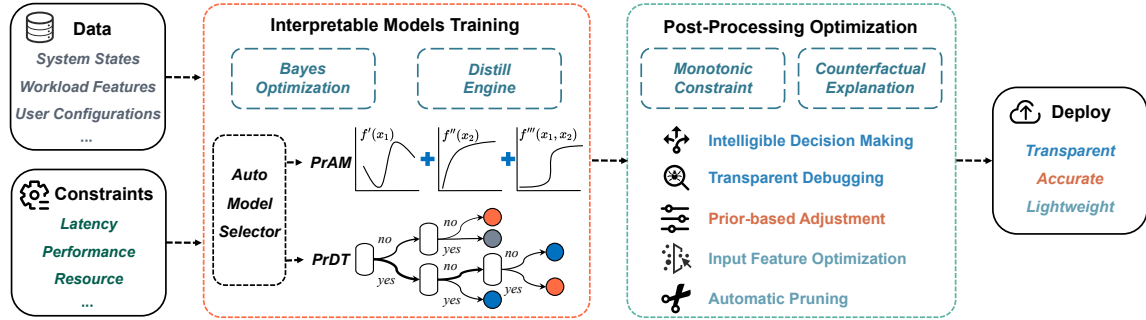 Data
System States
Workload Features
User Configurations
...
Constraints
Latency
Performance
Resource
...
Interpretable Models Training
Bayes
Optimization
Distill
Engine
Auto
Model
Selector
PrAM
f'(x₁)
+
f''(x₂)
+
f'''(x₁, x₂)
PrDT
no
yes
no
yes
no
yes
no
yes
Post-Processing Optimization
Monotonic
Constraint
Counterfactual
Explanation
Intelligible Decision Making
Transparent Debugging
Prior-based Adjustment
Input Feature Optimization
Automatic Pruning
Deploy
Transparent
Accurate
Lightweight